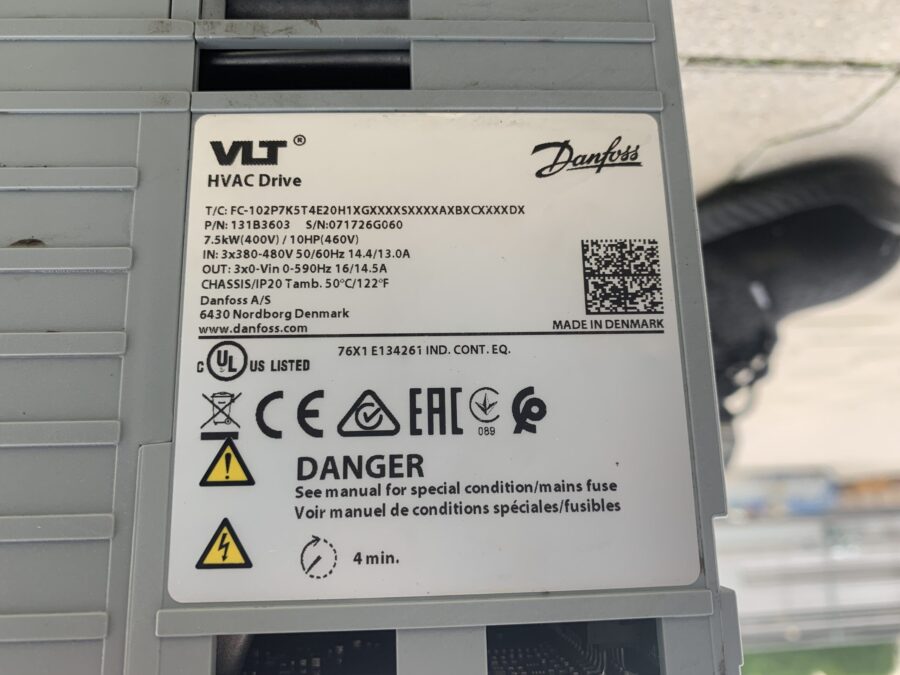 VLT®
Danfoss
HVAC Drive
T/C: FC-102P7K5T4E20H1XGXXXXSXXXXAXBXCXXXXDX
P/N: 131B3603 S/N:071726G060
7.5kW(400V) / 10HP(460V)
IN: 3x380-480V 50/60Hz 14.4/13.0A
OUT: 3x0-Vin 0-590Hz 16/14.5A
CHASSIS/IP20 Tamb. 50°C/122°F
Danfoss A/S
6430 Nordborg Denmark
www.danfoss.com
MADE IN DENMARK
C UL US LISTED
76X1 E134261 IND. CONT. EQ.
CE EAC
089
DANGER
See manual for special condition/mains fuse
Voir manuel de conditions spéciales/fusibles
4 min.